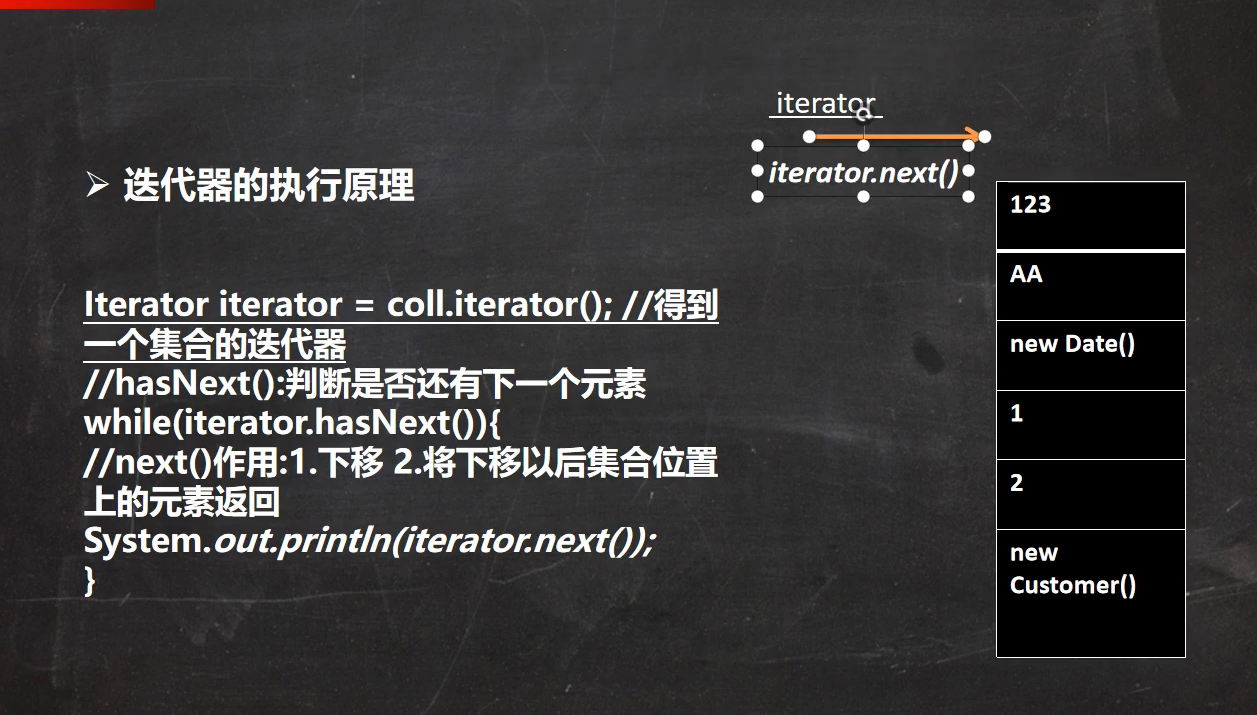 iterator
iterator.next()
迭代器的执行原理
Iterator iterator = coll.iterator(); //得到
一个集合的迭代器
//hasNext():判断是否还有下一个元素
while(iterator.hasNext()){
//next()作用:1.下移 2.将下移以后集合位置
上的元素返回
System.out.println(iterator.next());
}
123
AA
new Date()
1
2
new
Customer()